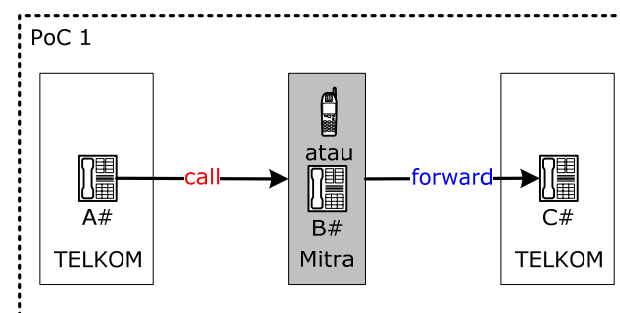 PoC 1
atau
call
forward
A#
B#
C#
TELKOM
Mitra
TELKOM